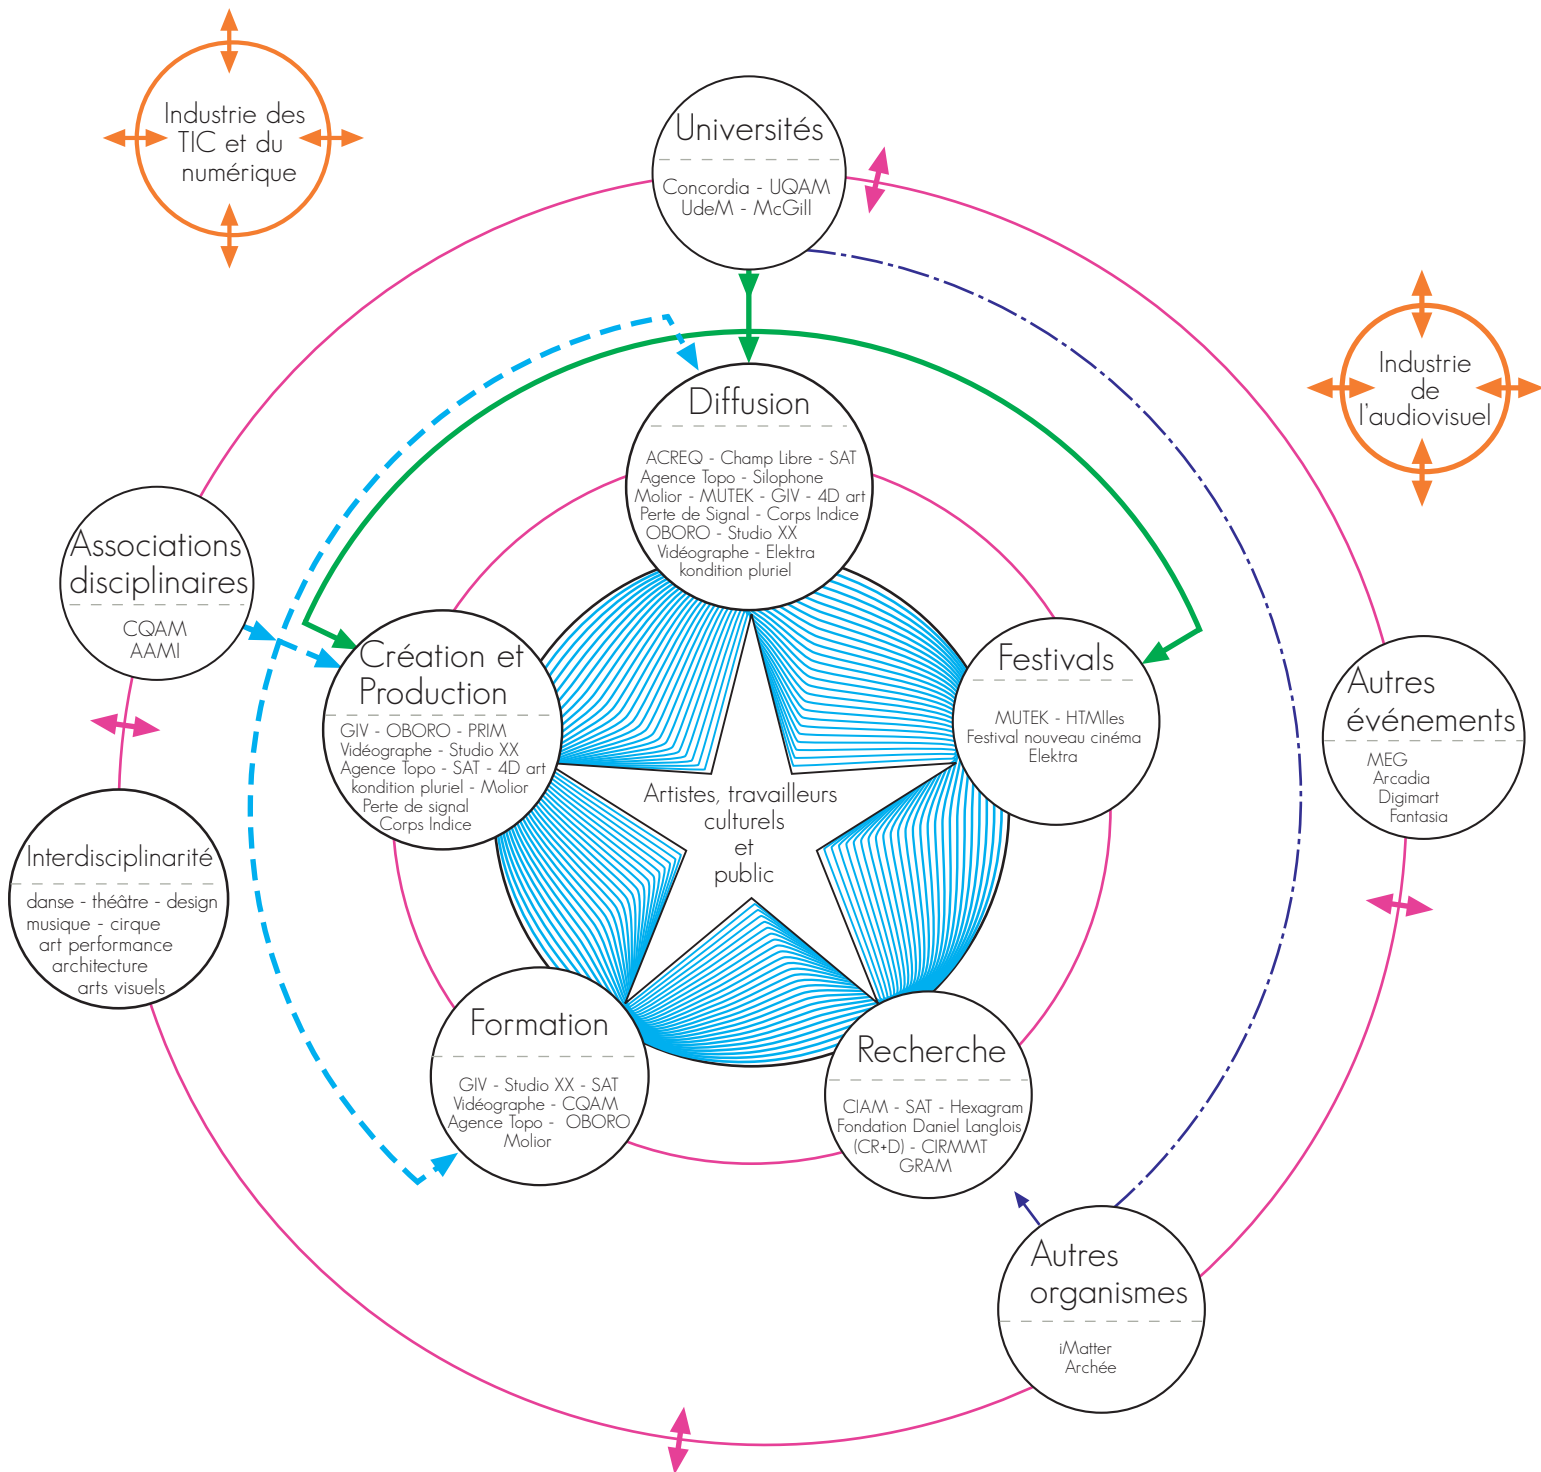 Industrie des
TIC et du
numérique
Universités
Concordia - UQAM
UdeM - McGill
Industrie
de
l'audiovisuel
Diffusion
ACREQ - Champ Libre - SAT
Agence Topo - Silophone
Molior - MUTEK - GIV - 4D art
Perte de Signal - Corps Indice
OBORO - Studio XX
Vidéographe - Elektra
kondition pluriel
Associations
disciplinaires
CQAM
AAMI
Création et
Production
GIV - OBORO - PRIM
Vidéographe - Studio XX
Agence Topo - SAT - 4D art
kondition pluriel - Molior
Perte de signal
Corps Indice
Festivals
MUTEK - HTMlles
Festival nouveau cinéma
Elektra
Autres
événements
MEG
Arcadia
Digimart
Fantasia
Artistes, travailleurs
culturels
et
public
Interdisciplinarité
danse - théâtre - design
musique - cirque
art performance
architecture
arts visuels
Formation
GIV - Studio XX - SAT
Vidéographe - CQAM
Agence Topo - OBORO
Molior
Recherche
CIAM - SAT - Hexagram
Fondation Daniel Langlois
(CR+D) - CIRMMT
GRAM
Autres
organismes
iMatter
Archée